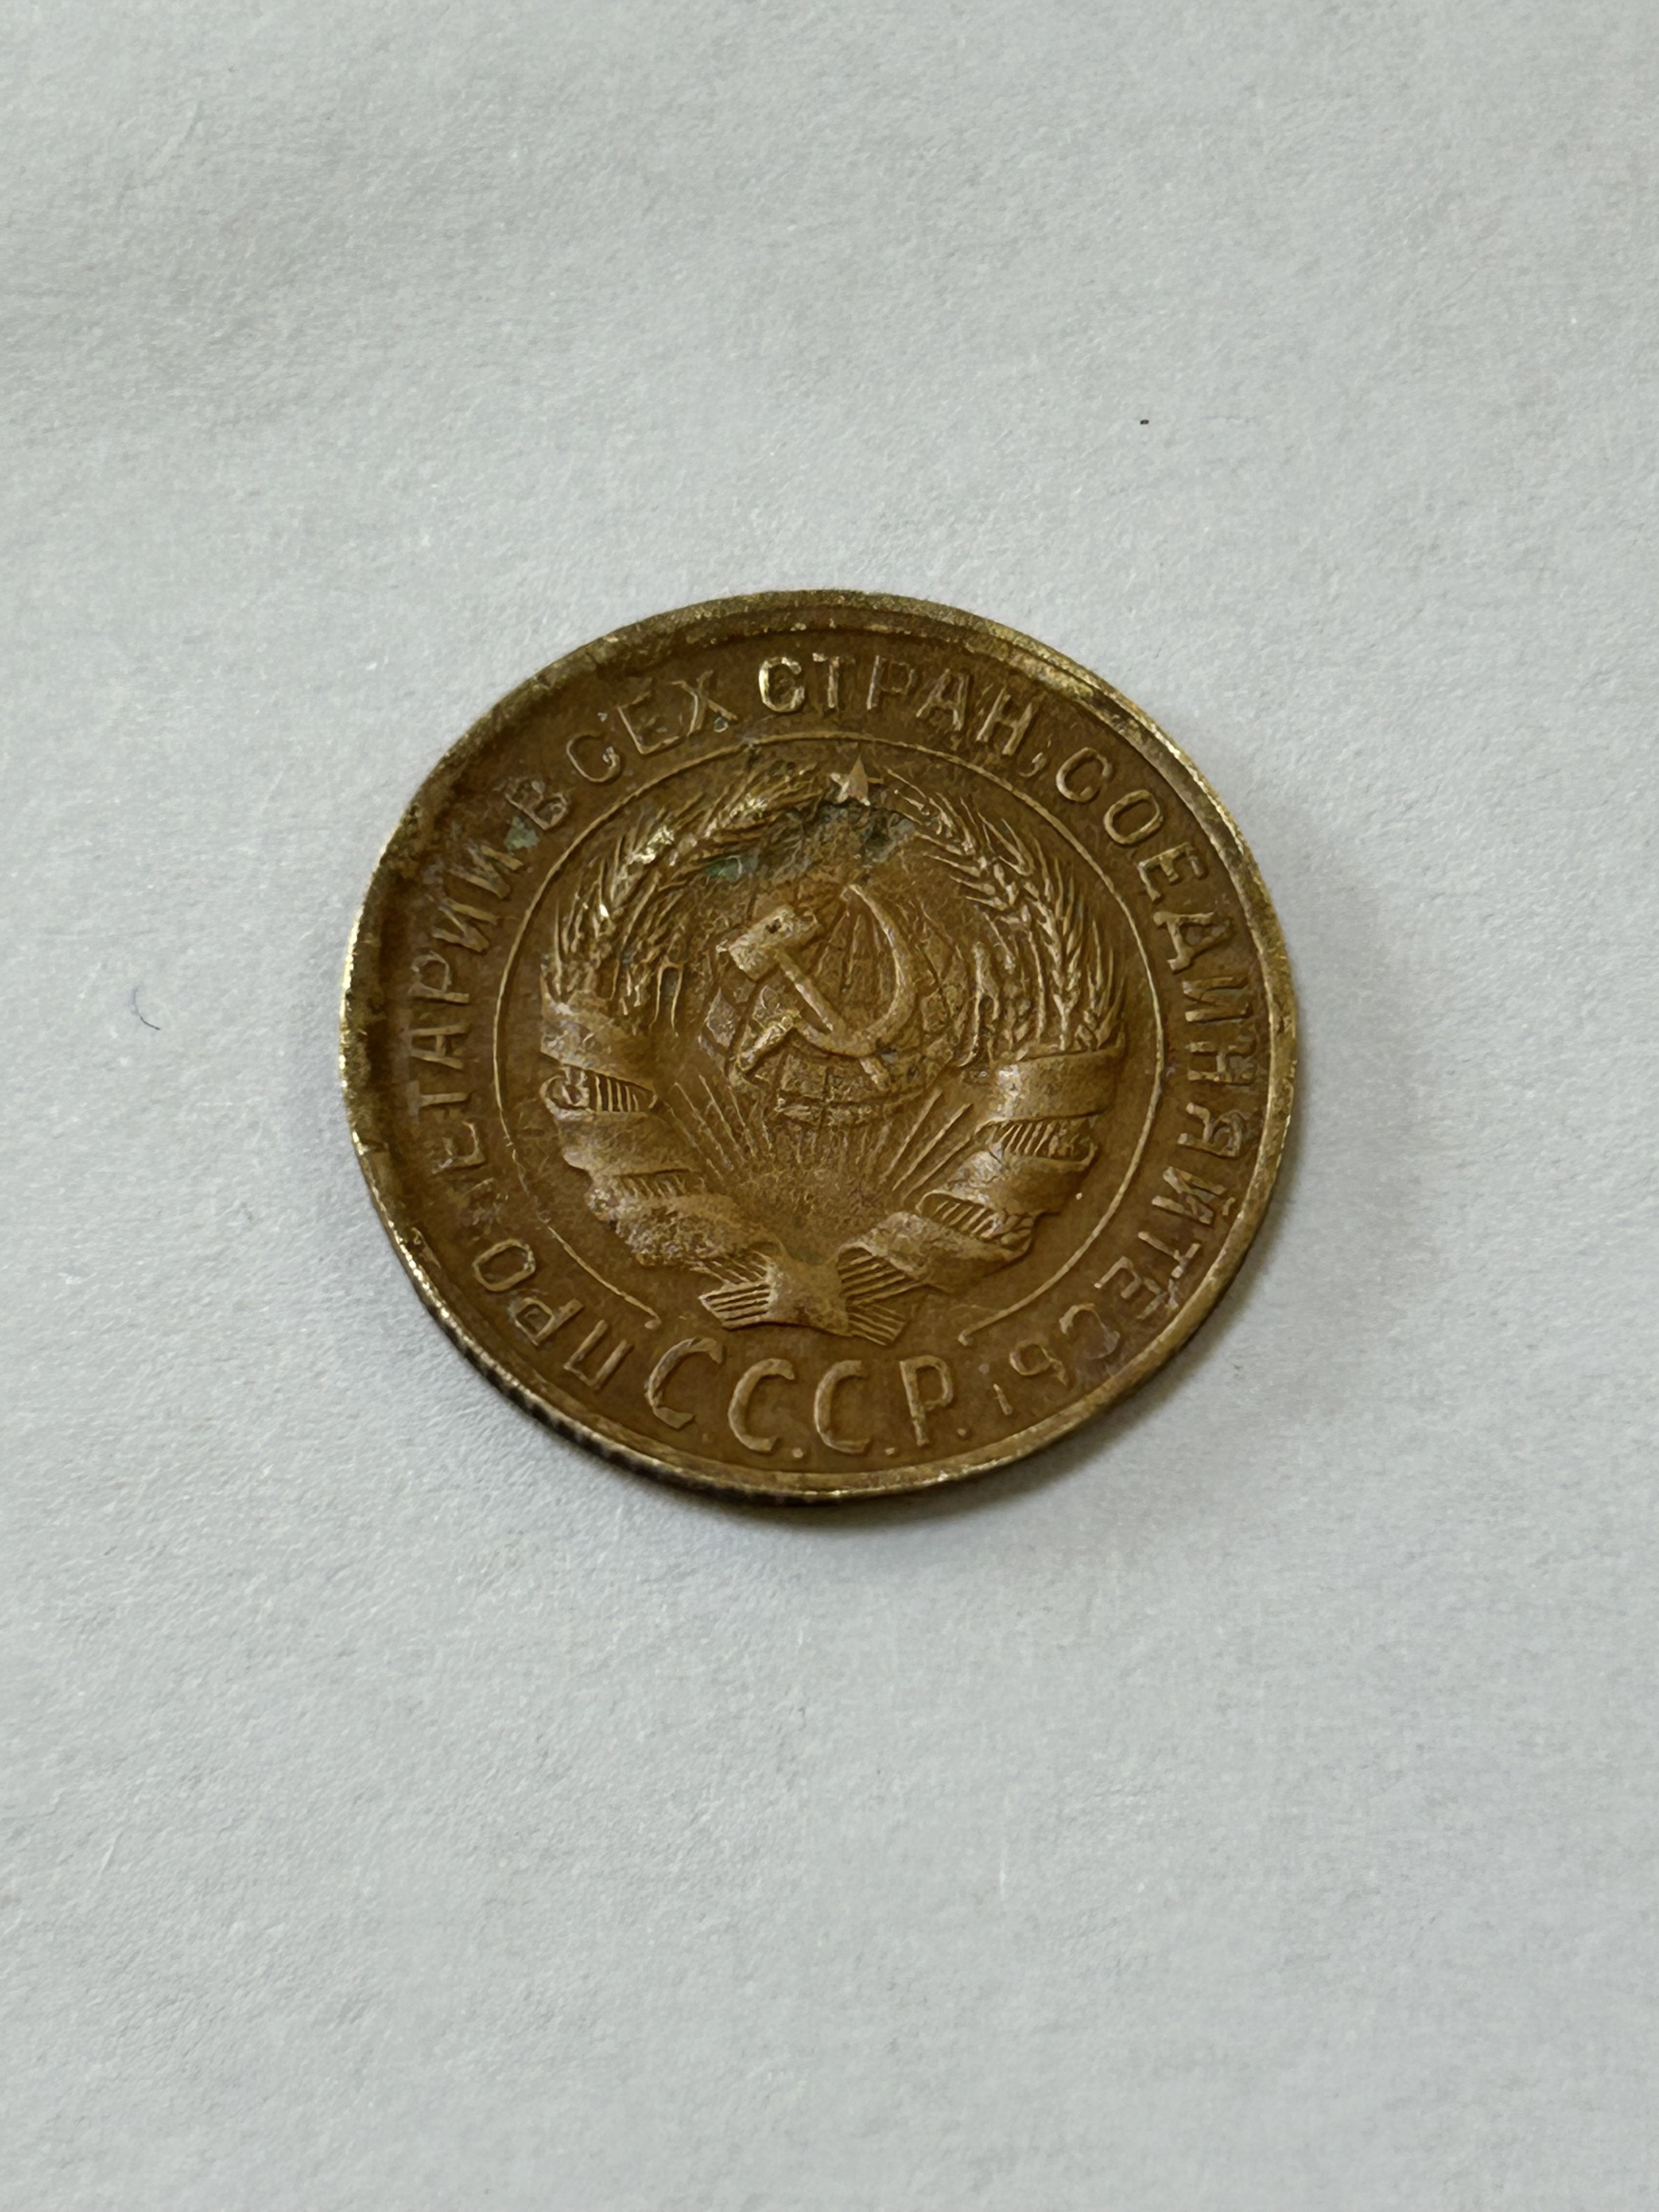 ПРОЛЕТАРИИ ВСЕХ СТРАН, СОЕДИНЯЙТЕСЬ!
С.С.С.Р.